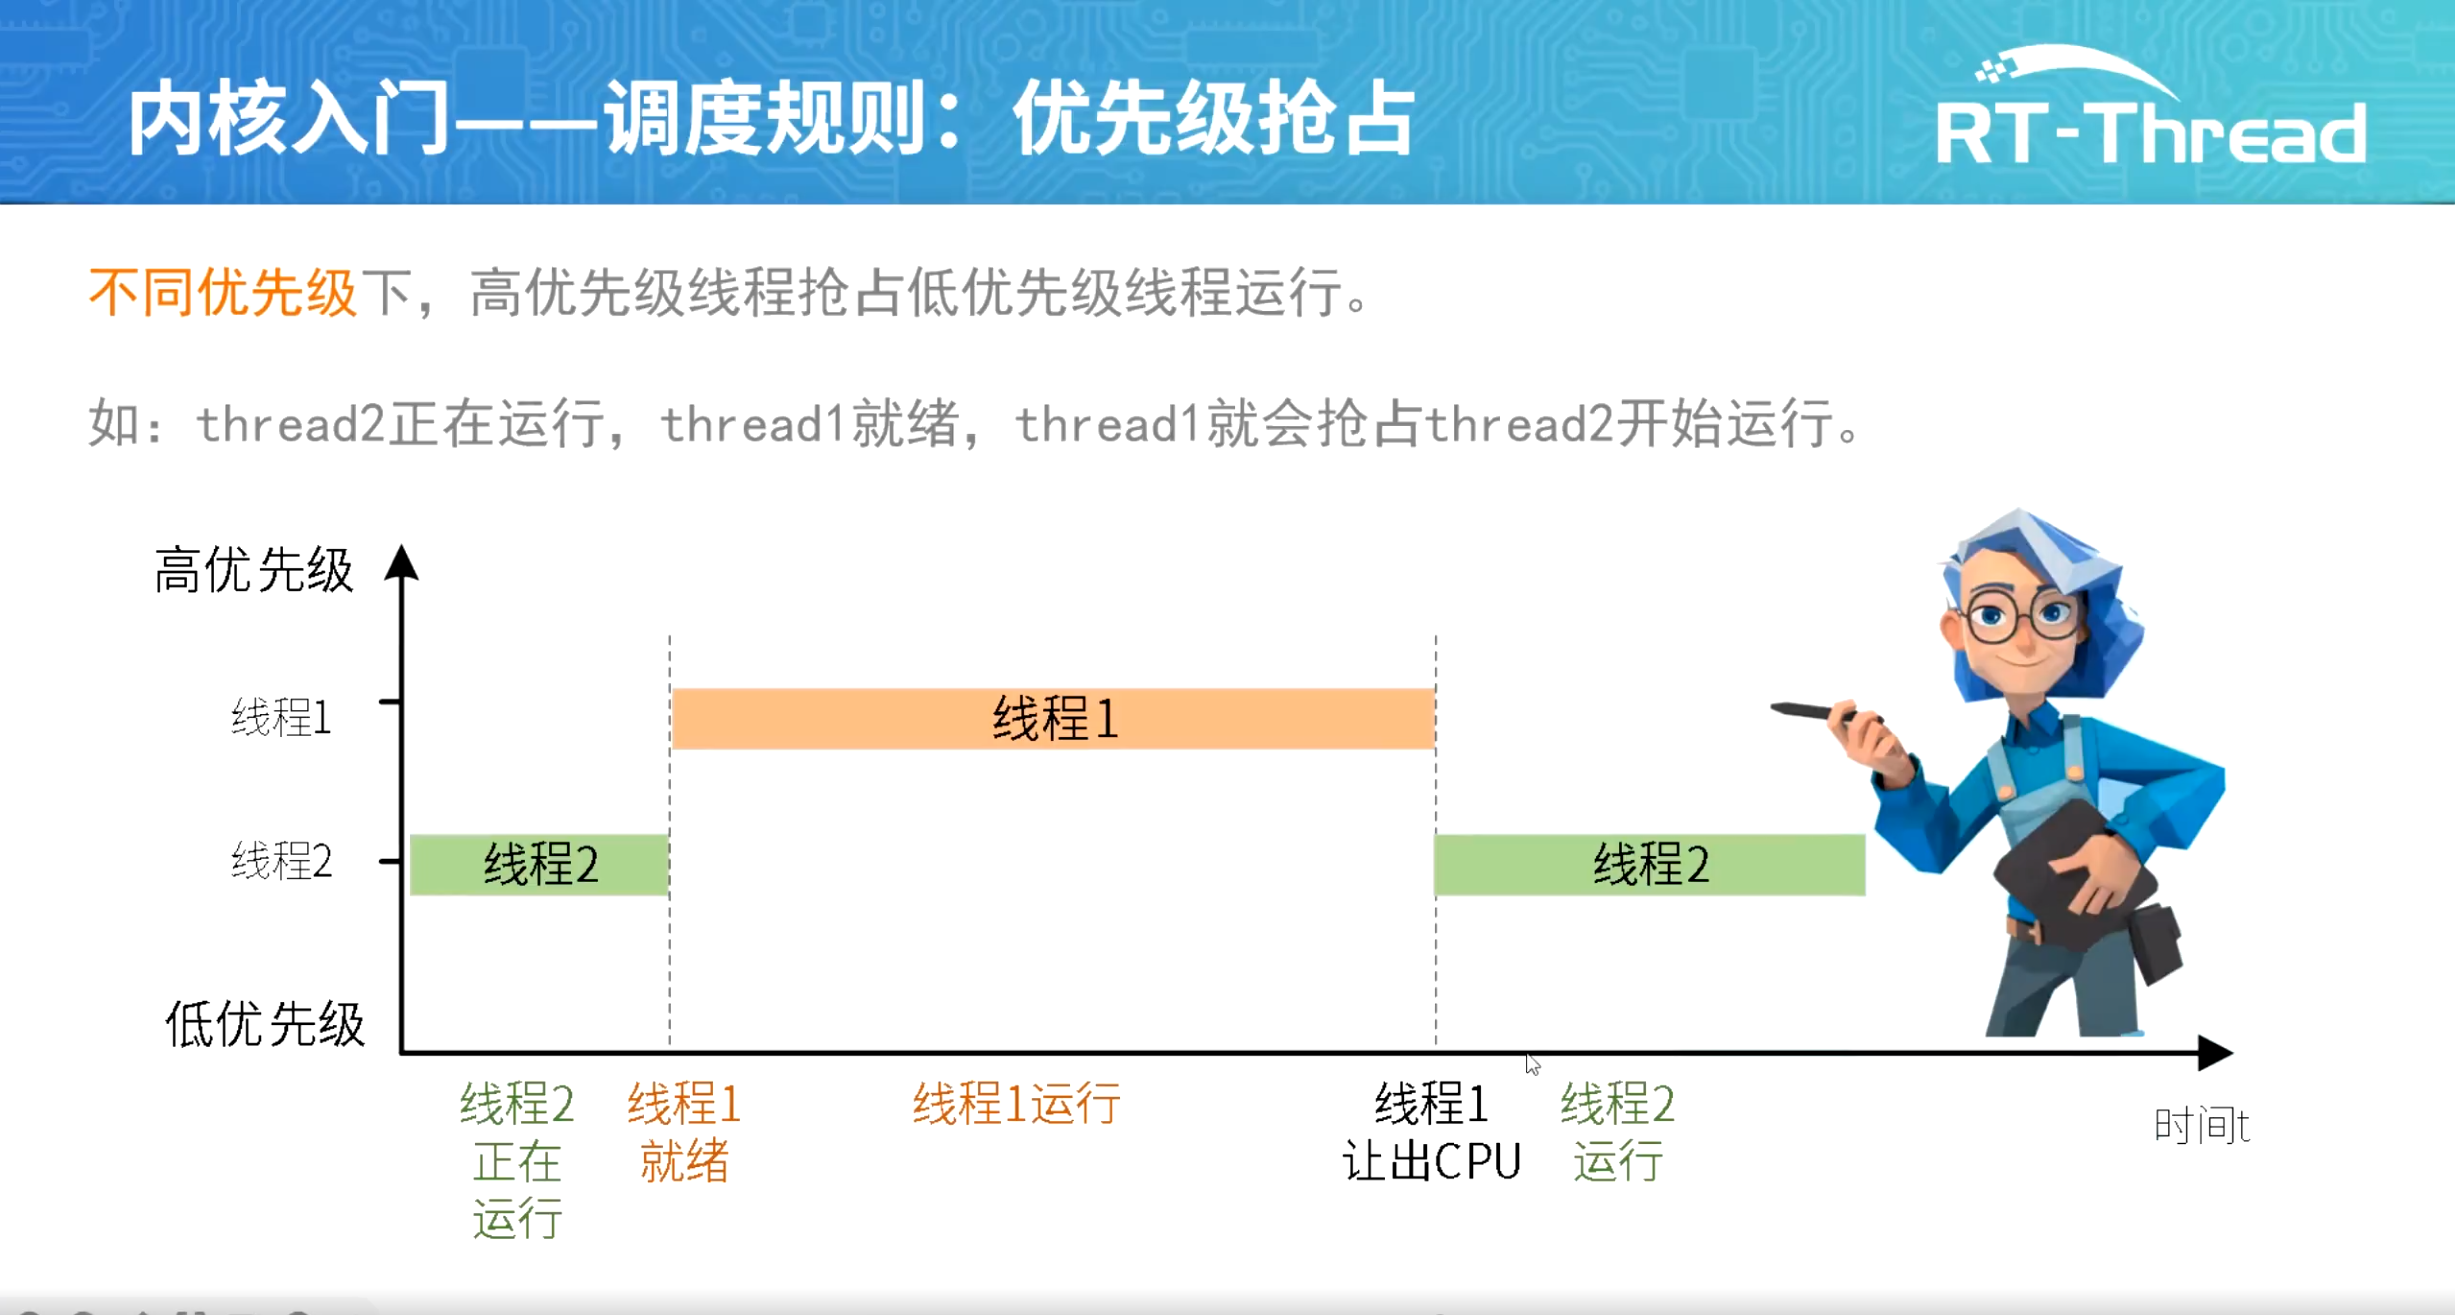 内核入门——调度规则：优先级抢占
RT-Thread
不同优先级下，高优先级线程抢占低优先级线程运行。
如：thread2正在运行，thread1就绪，thread1就会抢占thread2开始运行。
高优先级
线程1
线程1
线程2
线程2
线程2
低优先级
线程2
正在
运行
线程1
就绪
线程1运行
线程1
让出CPU
线程2
运行
时间t